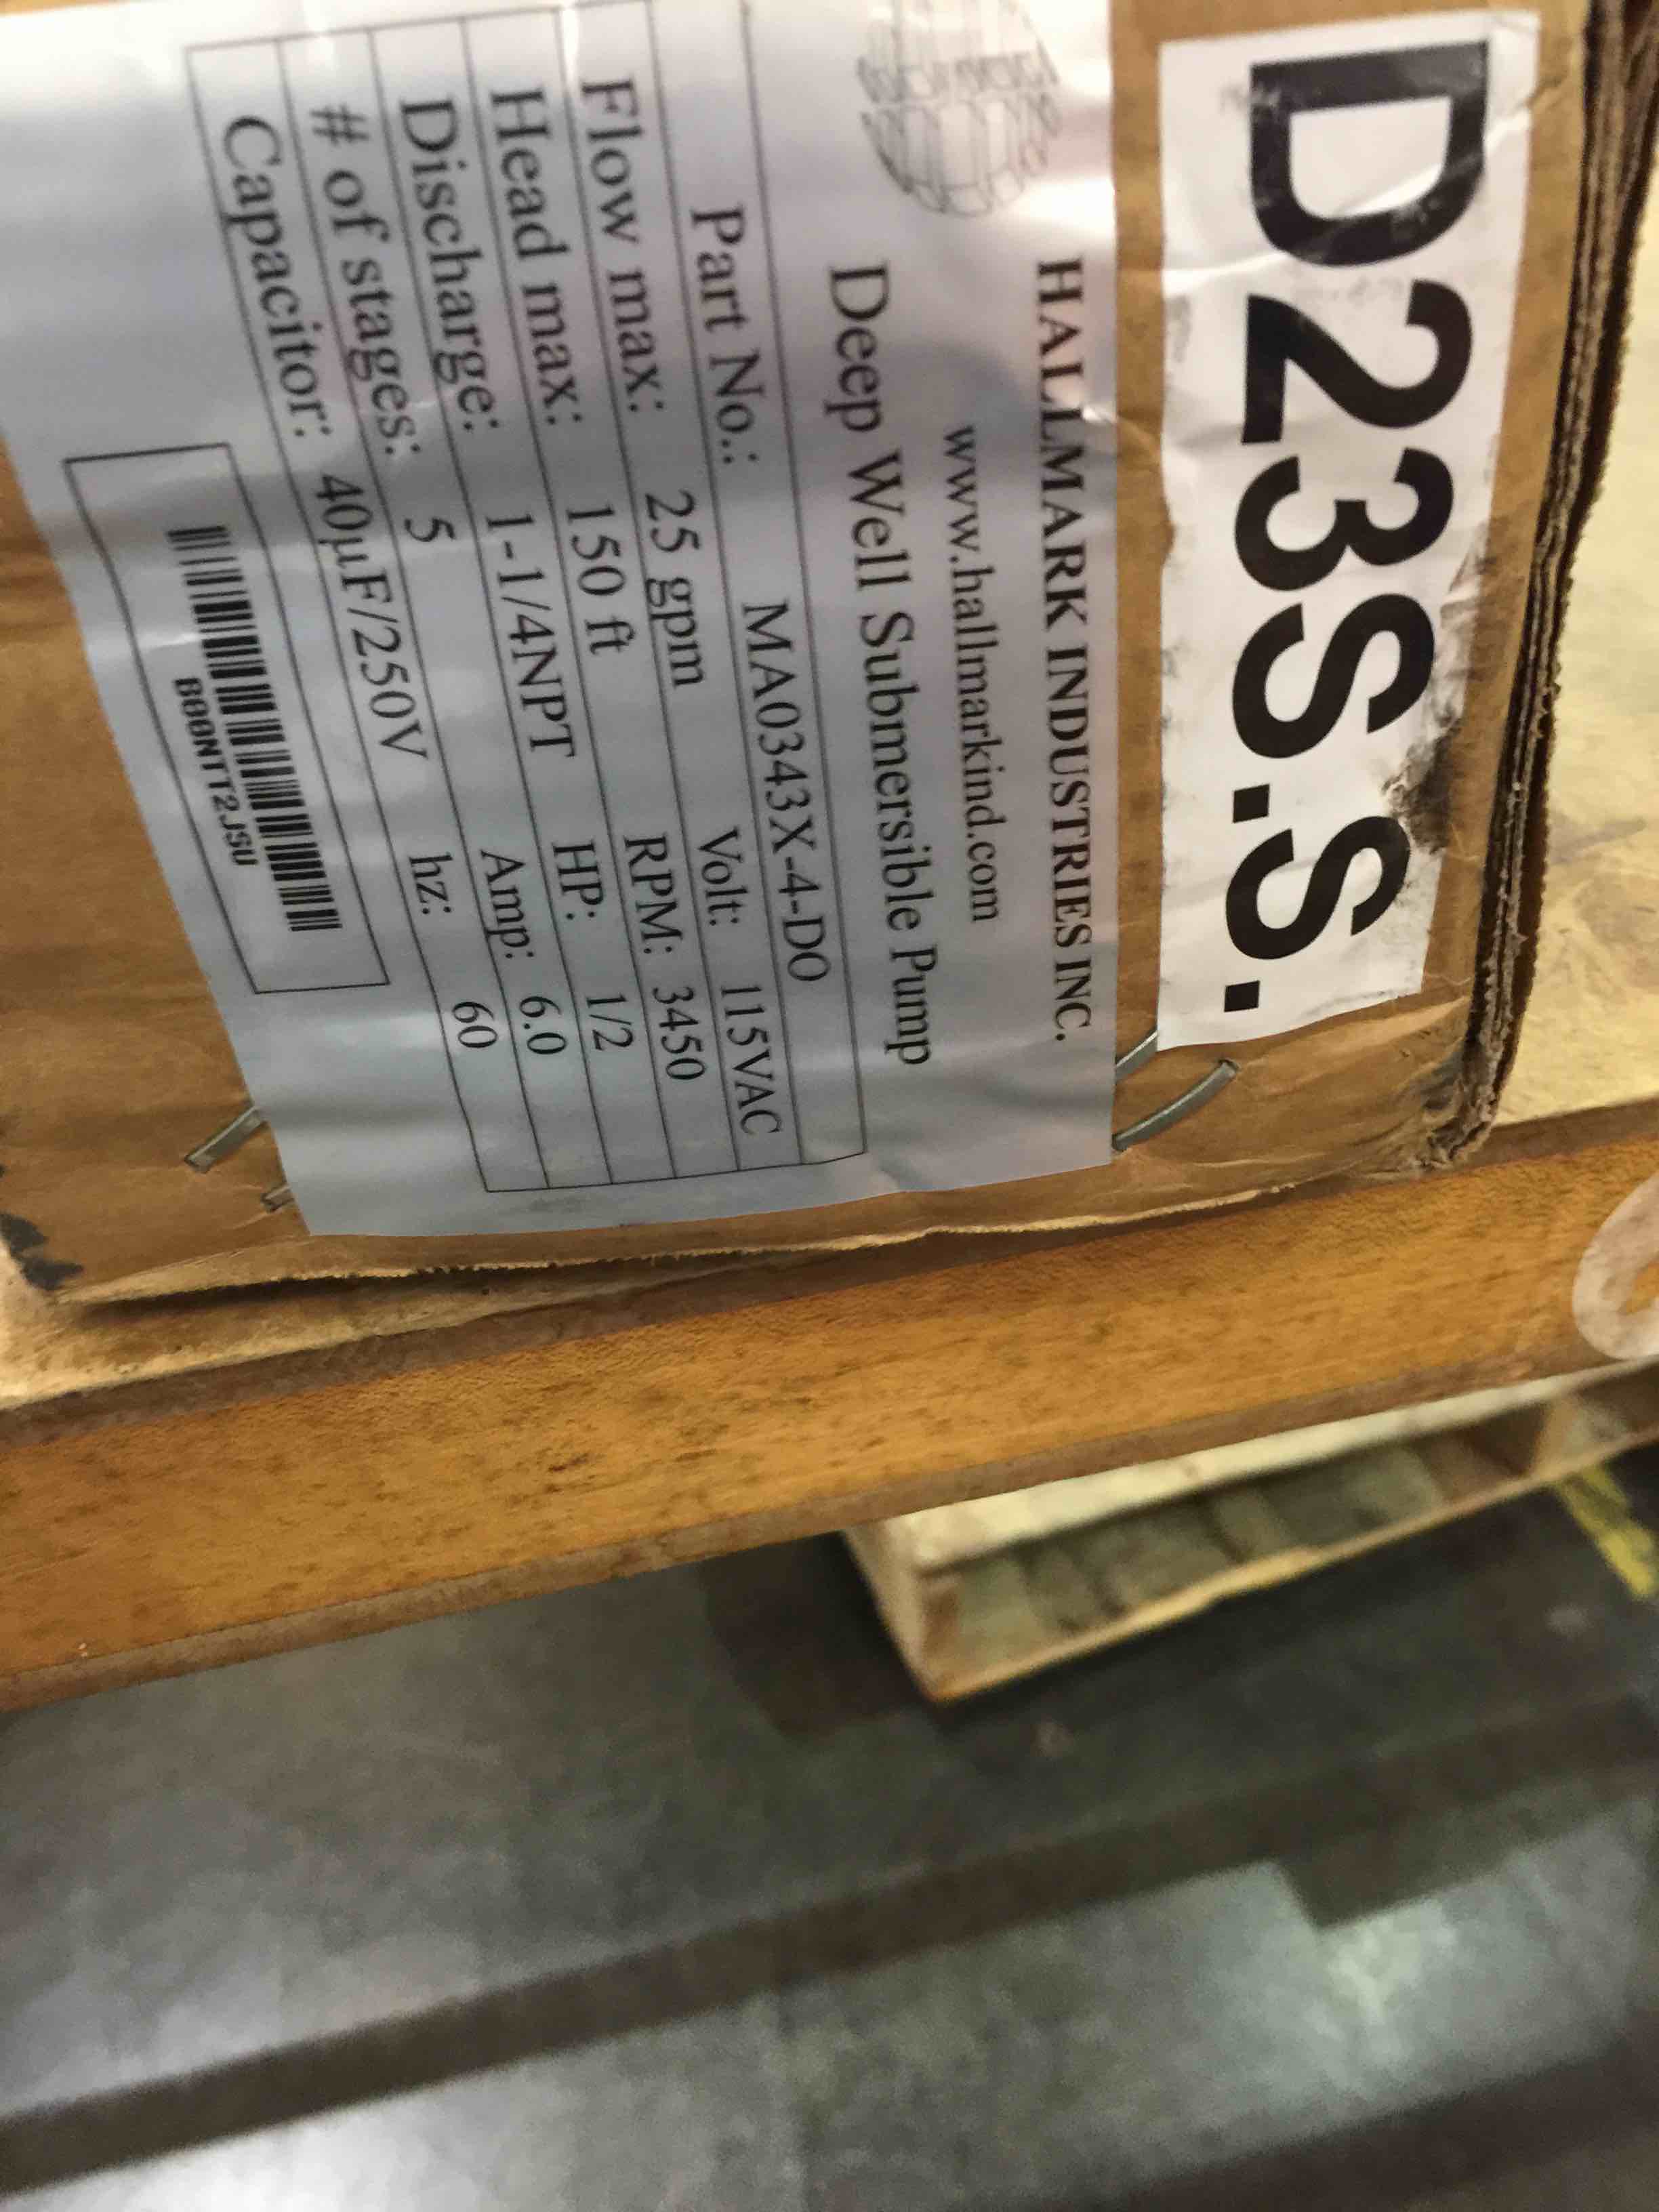 D23S.S.
HALLMARK INDUSTRIES INC.
www.hallmarkind.com
Deep Well Submersible Pump
Part No.: MA0343X-4-DO
Flow max: 25 gpm Volt: 115VAC
Head max: 150 ft RPM: 3450
Discharge: 1-1/4NPT HP: 1/2
# of stages: 5 Amp: 6.0
Capacitor: 40µF/250V hz: 60
B00NTT2JSU